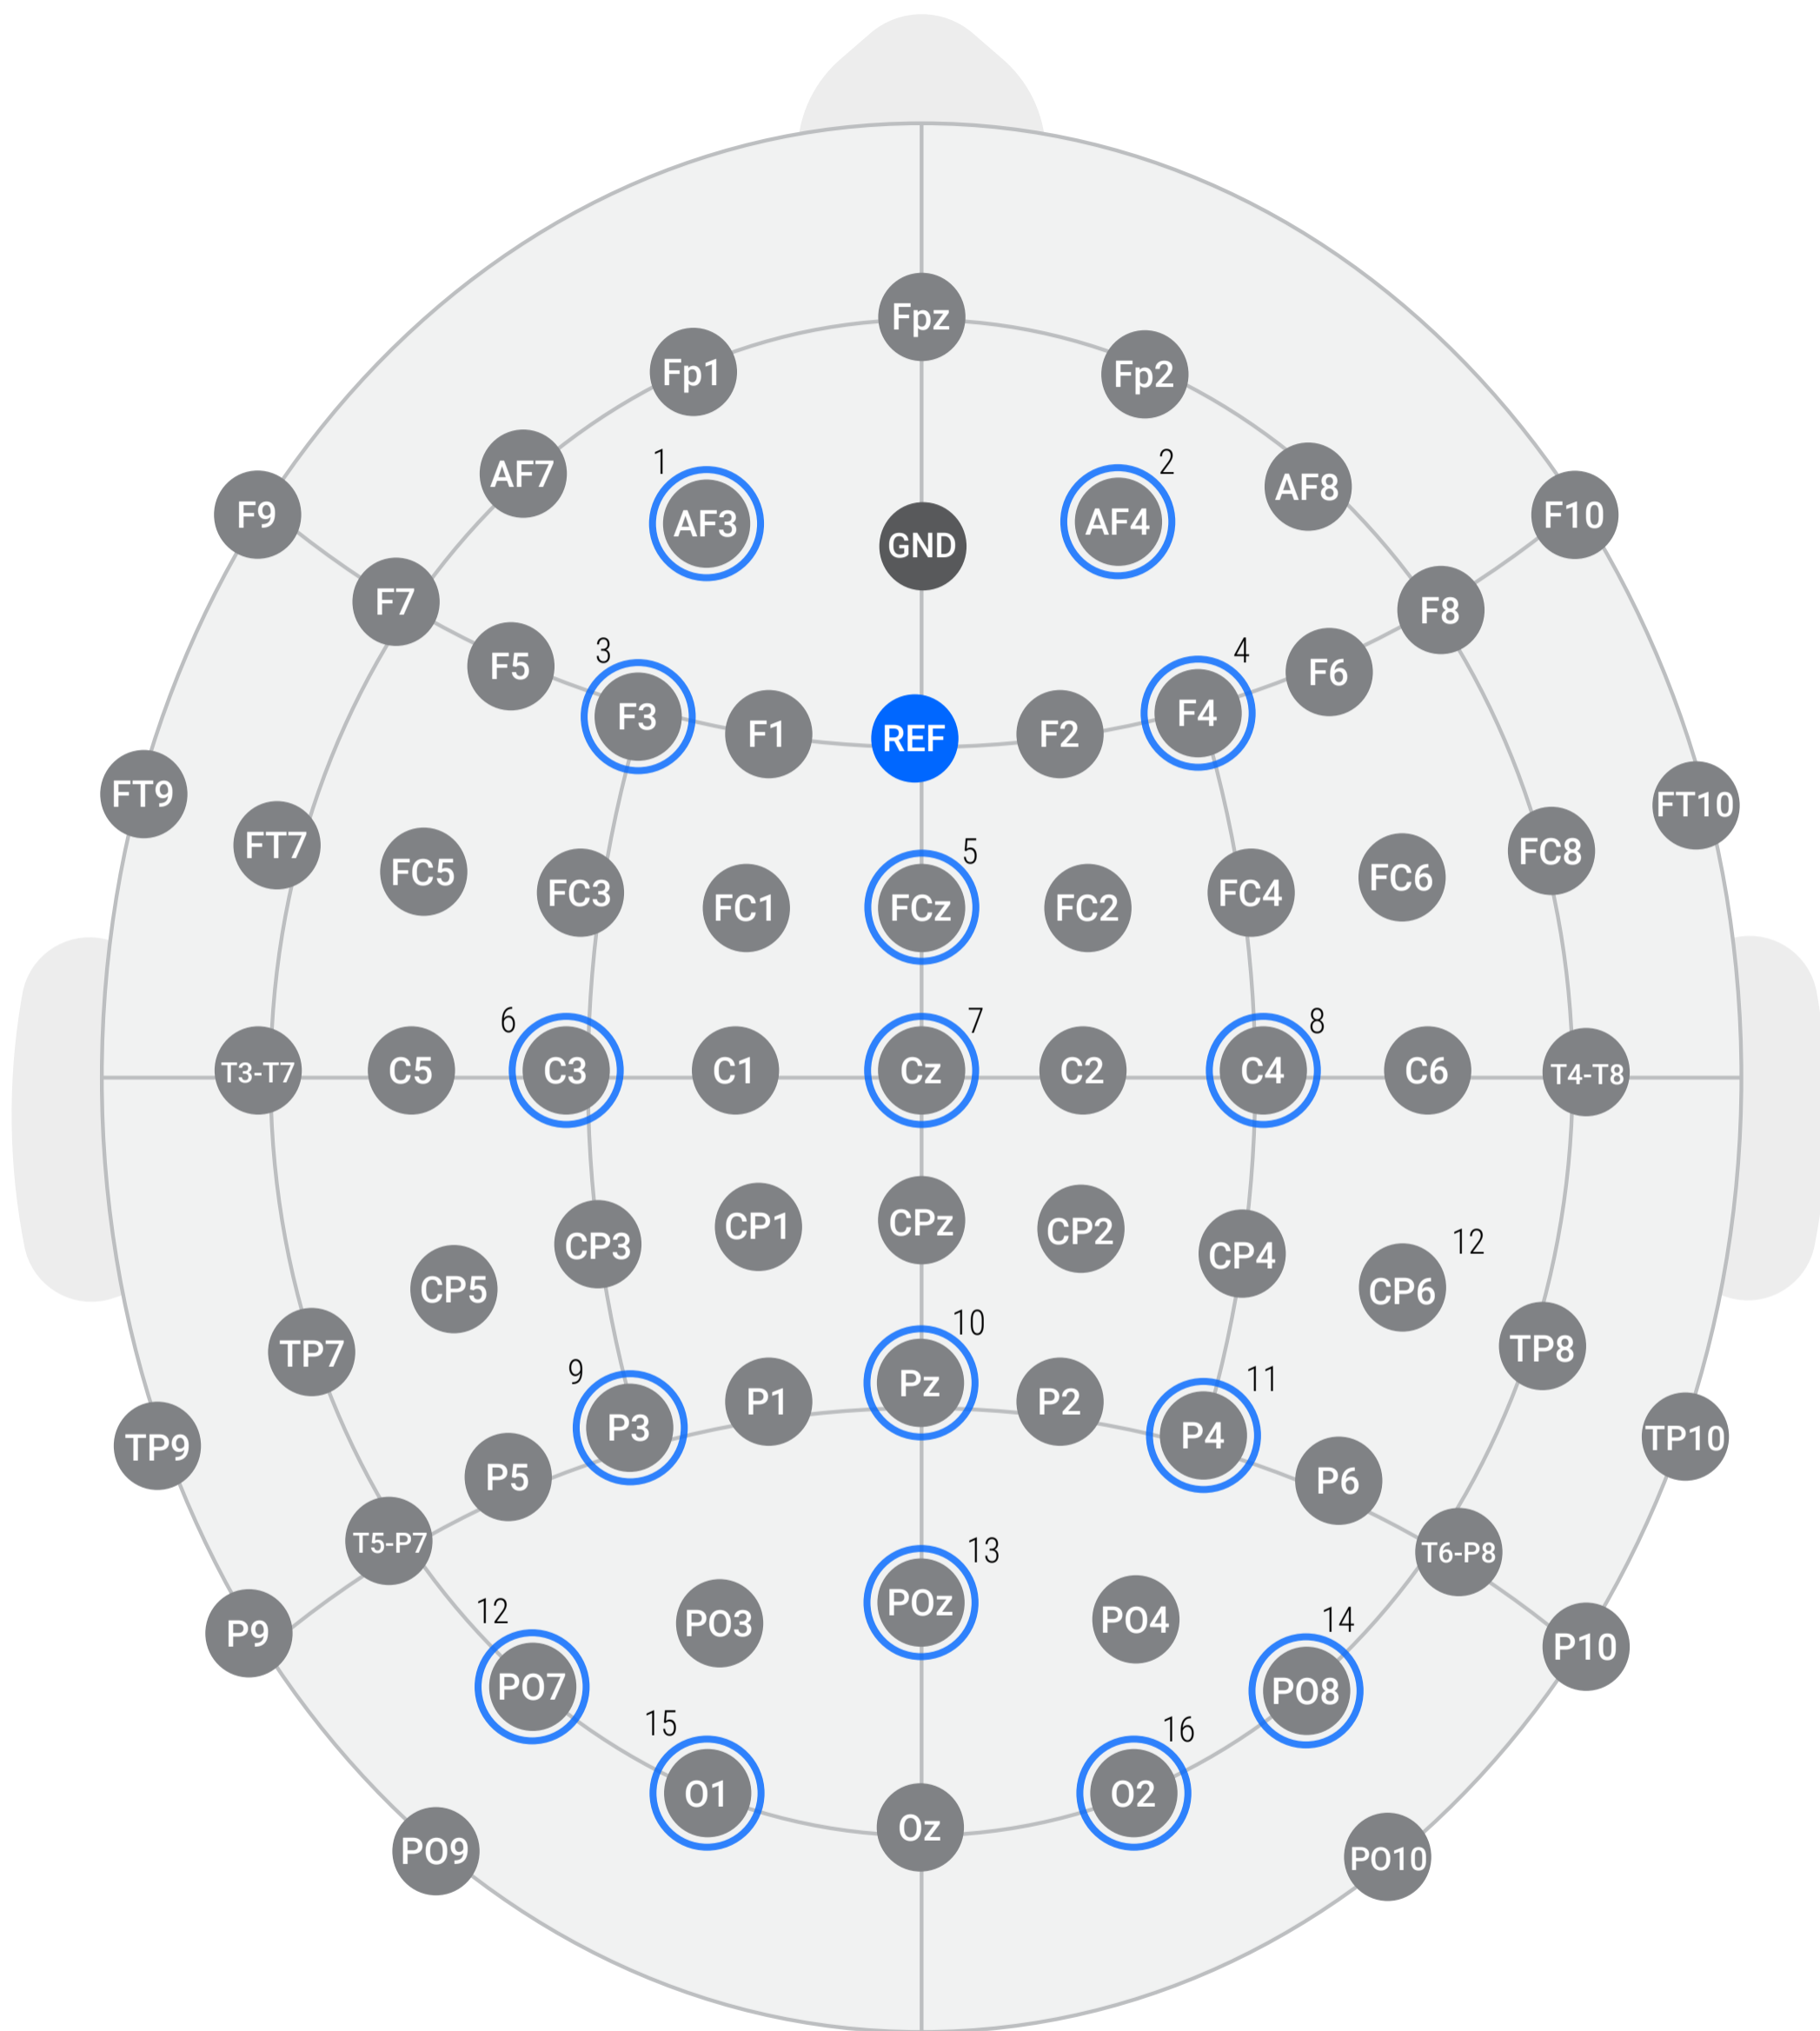 Fpz
Fp1
Fp2
1
2
AF7
AF3
AF4
AF8
F9
GND
F10
F7
F8
3
4
F5
F3
F1
REF
F2
F4
F6
FT9
FT10
5
FT7
FC5
FC3
FC1
FCz
FC2
FC4
FC6
FC8
6
7
8
T3-T7
C5
C3
C1
Cz
C2
C4
C6
T4-T8
12
CP5
CP3
CP1
CPz
CP2
CP4
CP6
10
TP7
TP8
9
11
TP9
P5
P3
P1
Pz
P2
P4
P6
TP10
T5-P7
13
T6-P8
12
14
P9
PO7
PO3
POz
PO4
PO8
P10
15
16
O1
Oz
O2
PO9
PO10